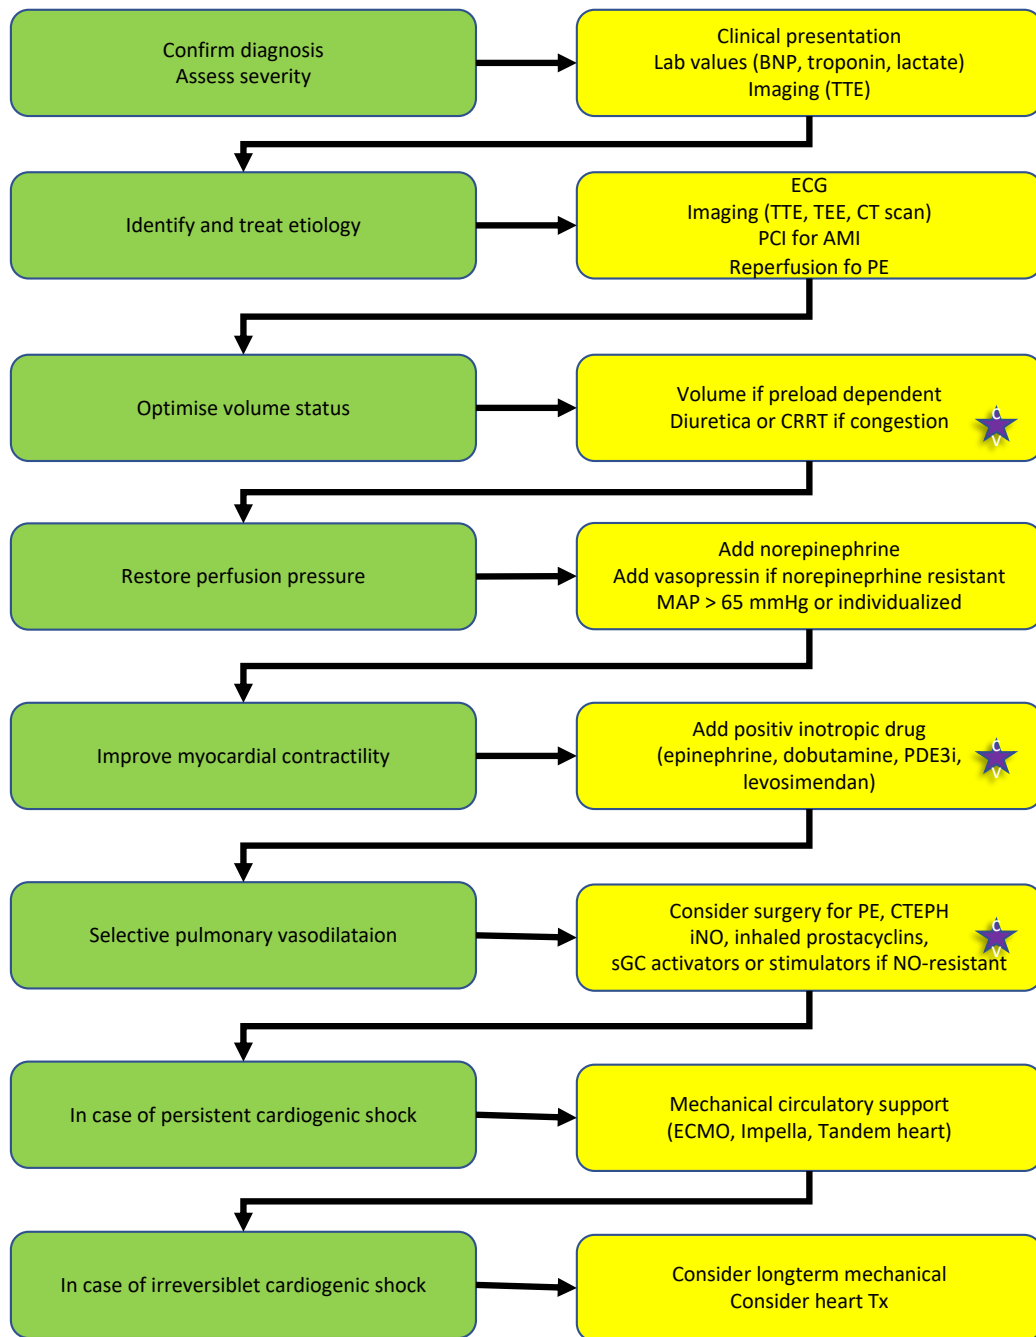 Confirm diagnosis
Assess severity
Clinical presentation
Lab values (BNP, troponin, lactate)
Imaging (TTE)
Identify and treat etiology
ECG
Imaging (TTE, TEE, CT scan)
PCI for AMI
Reperfusion fo PE
Optimise volume status
Volume if preload dependent
Diuretica or CRRT if congestion
C
V
Restore perfusion pressure
Add norepinephrine
Add vasopressin if norepineprhine resistant
MAP > 65 mmHg or individualized
Improve myocardial contractility
Add positiv inotropic drug
(epinephrine, dobutamine, PDE3i,
levosimendan)
C
V
Selective pulmonary vasodilataion
Consider surgery for PE, CTEPH
iNO, inhaled prostacyclins,
sGC activators or stimulators if NO-resistant
C
V
In case of persistent cardiogenic shock
Mechanical circulatory support
(ECMO, Impella, Tandem heart)
In case of irreversiblet cardiogenic shock
Consider longterm mechanical
Consider heart Tx